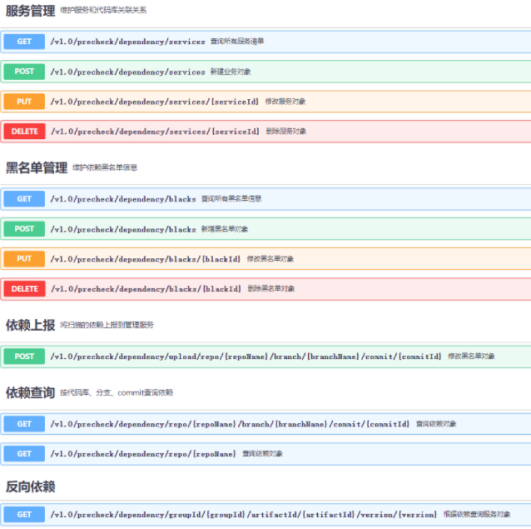 服务管理 维护服务和代码库关联关系
GET /v1.0/precheck/dependency/services 查询所有服务清单
POST /v1.0/precheck/dependency/services 新建业务对象
PUT /v1.0/precheck/dependency/services/{serviceId} 修改服务对象
DELETE /v1.0/precheck/dependency/services/{serviceId} 删除服务对象
黑名单管理 维护依赖黑名单信息
GET /v1.0/precheck/dependency/blacks 查询所有黑名单信息
POST /v1.0/precheck/dependency/blacks 新增黑名单对象
PUT /v1.0/precheck/dependency/blacks/{blackId} 修改黑名单对象
DELETE /v1.0/precheck/dependency/blacks/{blackId} 删除黑名单对象
依赖上报 将扫描的依赖上报到管理服务
POST /v1.0/precheck/dependency/upload/repo/{repoName}/branch/{branchName}/commit/{commitId} 修改黑名单对象
依赖查询 按代码库、分支、commit查询依赖
GET /v1.0/precheck/dependency/repo/{repoName}/branch/{branchName}/commit/{commitId} 查询依赖对象
GET /v1.0/precheck/dependency/repo/{repoName} 查询依赖对象
反向依赖
GET /v1.0/precheck/dependency/groupId/{groupId}/artifactId/{artifactId}/version/{version} 根据依赖查询服务对象